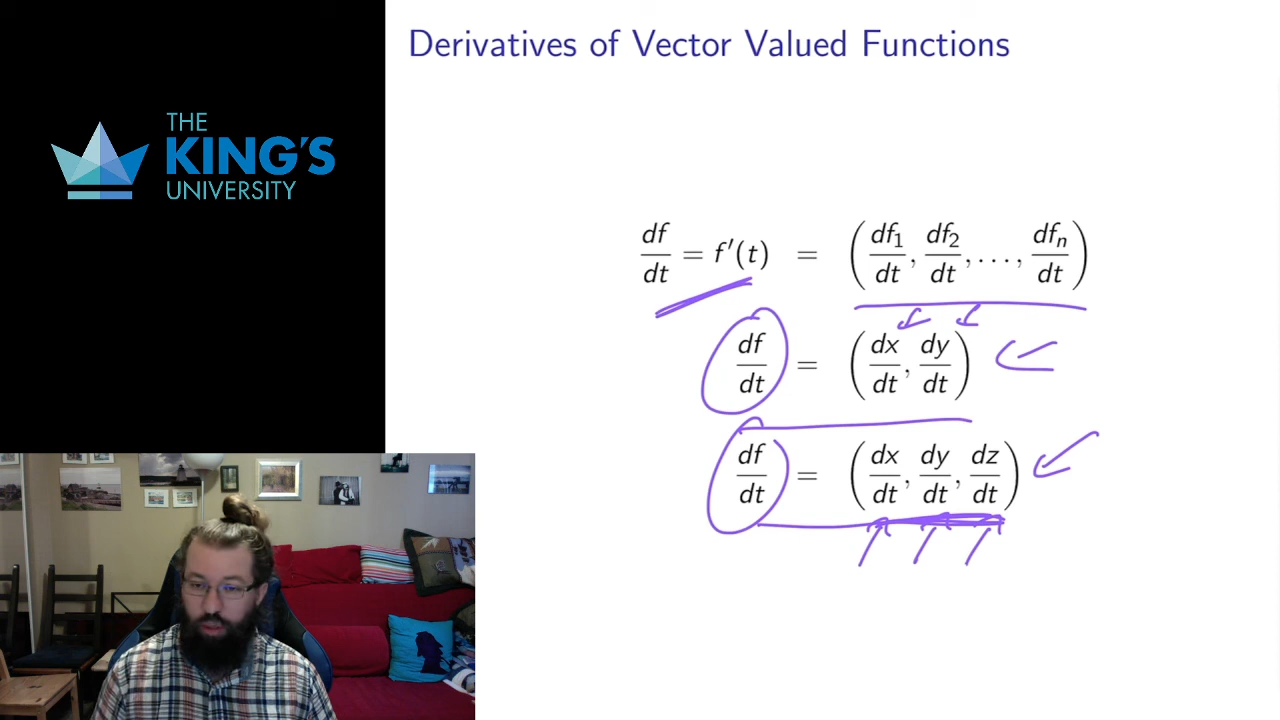 THE
KING'S
UNIVERSITY
Derivatives of Vector Valued Functions
df/dt = f′(t) = (df₁/dt, df₂/dt, . . . , dfₙ/dt)
df/dt = (dx/dt, dy/dt)
df/dt = (dx/dt, dy/dt, dz/dt)